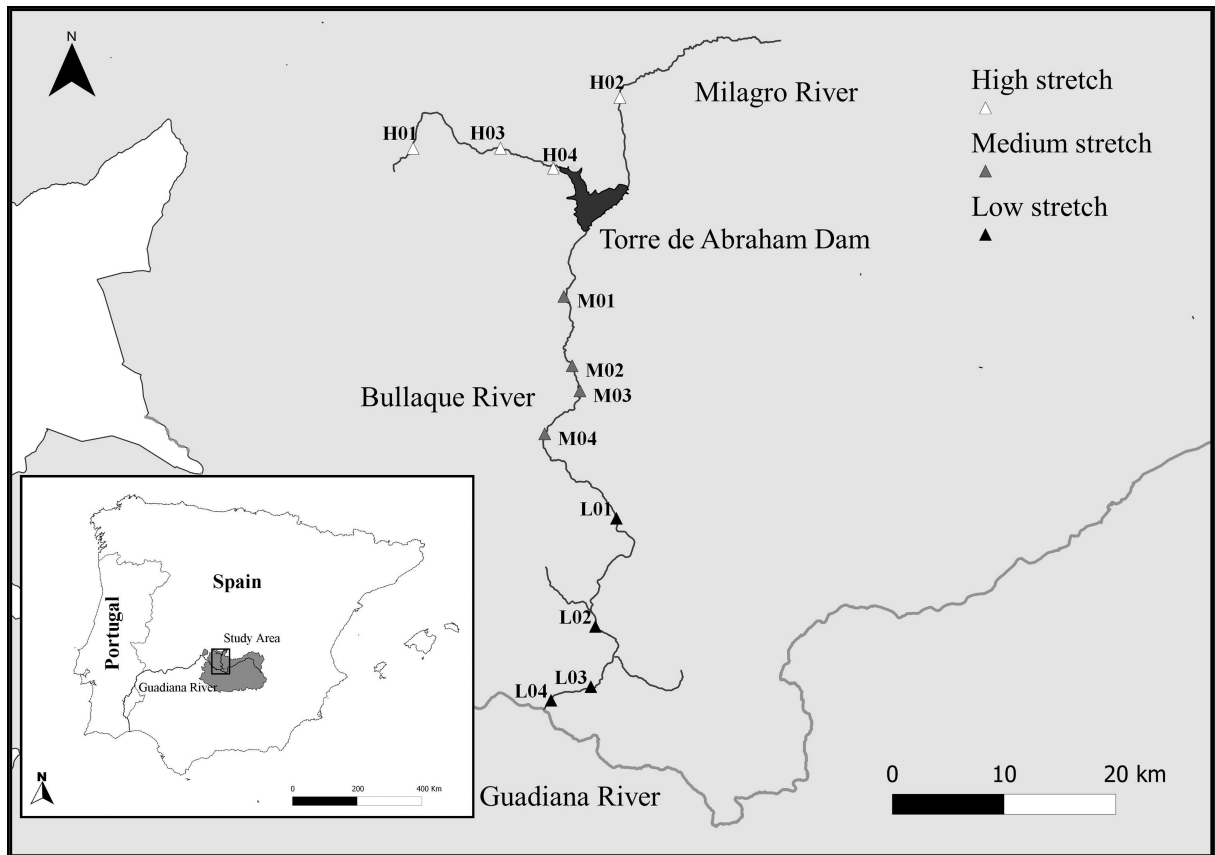 N
H02
Milagro River
High stretch
H01
H03
H04
Medium stretch
Low stretch
Torre de Abraham Dam
M01
M02
M03
Bullaque River
M04
L01
L02
L03
L04
Guadiana River
0 10 20 km
Spain
Portugal
Study Area
Guadiana River
N
0 200 400 Km